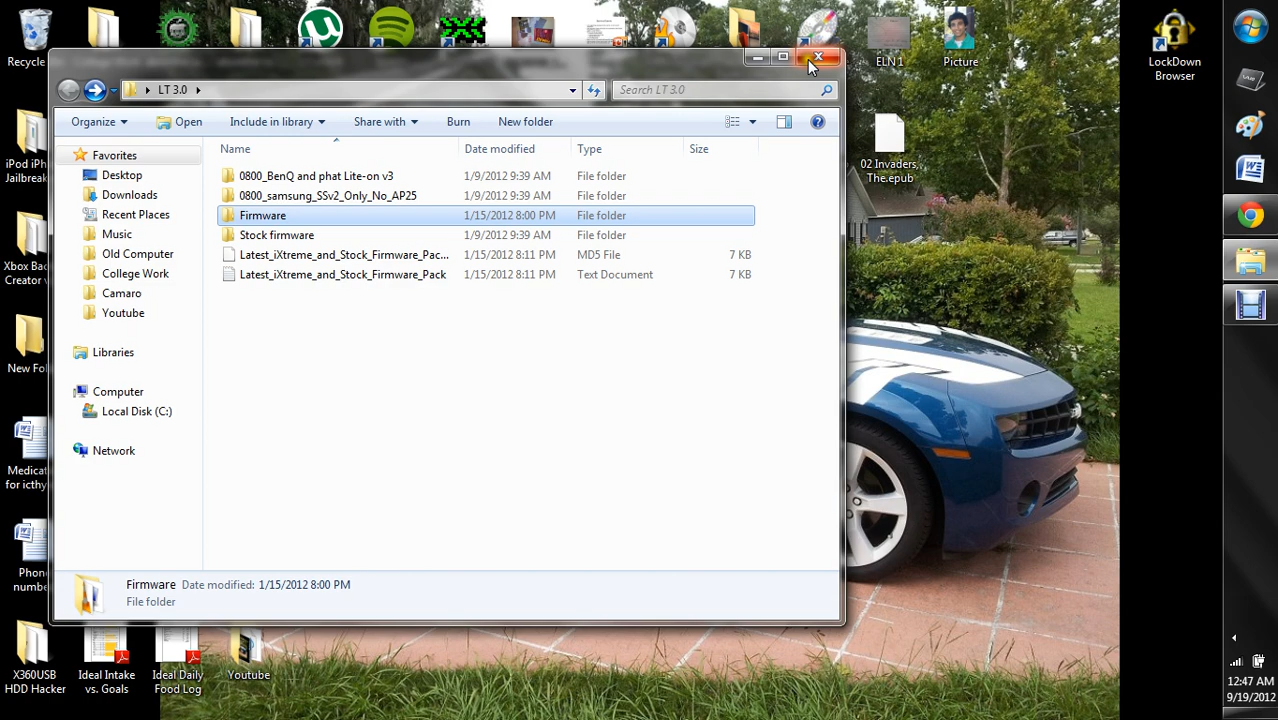 Recycle
ELN 1
Picture
LockDown
Browser
LT 3.0
Search LT 3.0
Organize
Open
Include in library
Share with
Burn
New folder
Favorites
Desktop
Downloads
Recent Places
Music
Old Computer
College Work
Camaro
Youtube
Libraries
Computer
Local Disk (C:)
Network
Name
Date modified
Type
Size
0800_BenQ and phat Lite-on v3 1/9/2012 9:39 AM File folder
0800_samsung_SSv2_Only_No_AP25 1/9/2012 9:39 AM File folder
Firmware 1/15/2012 8:00 PM File folder
Stock firmware 1/9/2012 9:39 AM File folder
Latest_iXtreme_and_Stock_Firmware_Pac... 1/15/2012 8:11 PM MD5 File 7 KB
Latest_iXtreme_and_Stock_Firmware_Pack 1/15/2012 8:11 PM Text Document 7 KB
Firmware Date modified: 1/15/2012 8:00 PM
File folder
iPod iPh
Jailbreak
Xbox Bac
Creator v
New Fol
Medicat
for icthy
Phon
numbe
02 Invaders,
The.epub
X360USB
HDD Hacker
Ideal Intake
vs. Goals
Ideal Daily
Food Log
Youtube
12:47 AM
9/19/2012